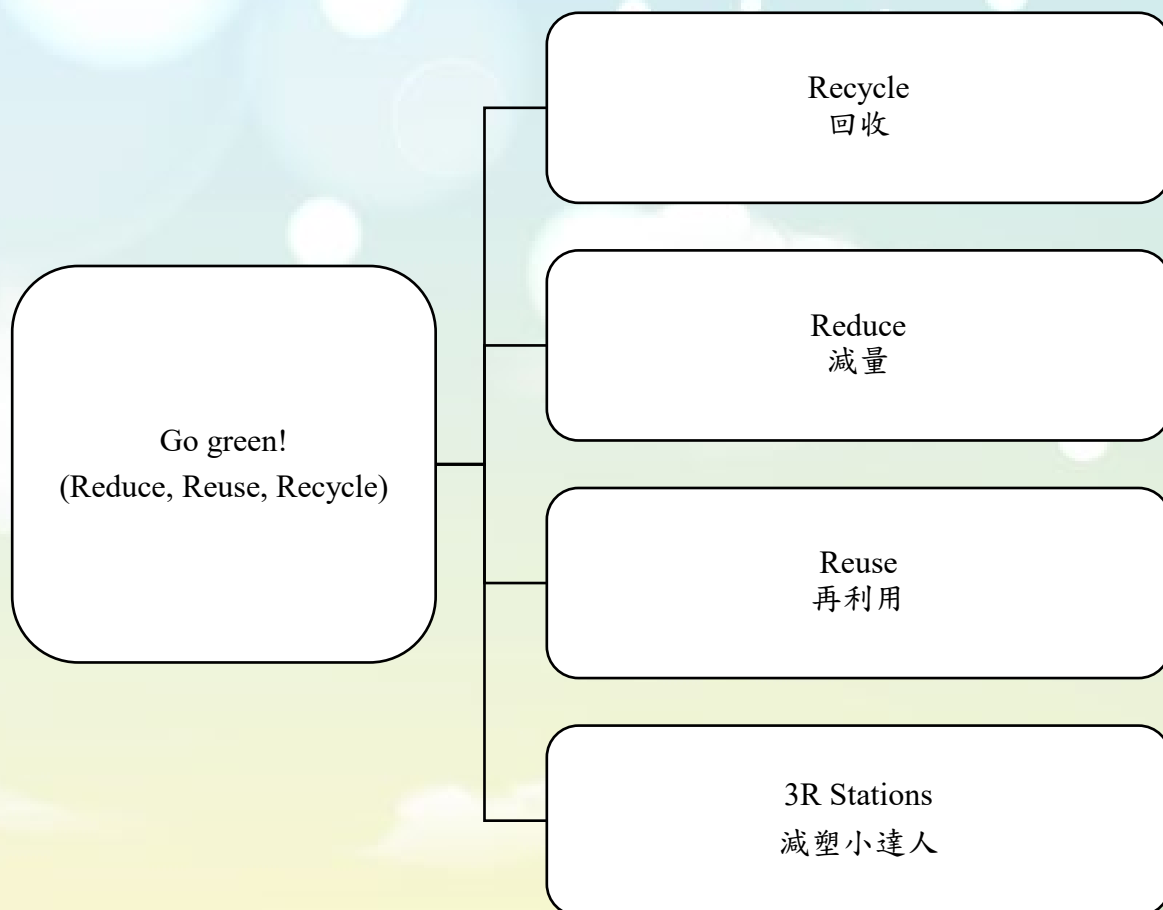 Go green!
(Reduce, Reuse, Recycle)
Recycle
回收
Reduce
減量
Reuse
再利用
3R Stations
減塑小達人